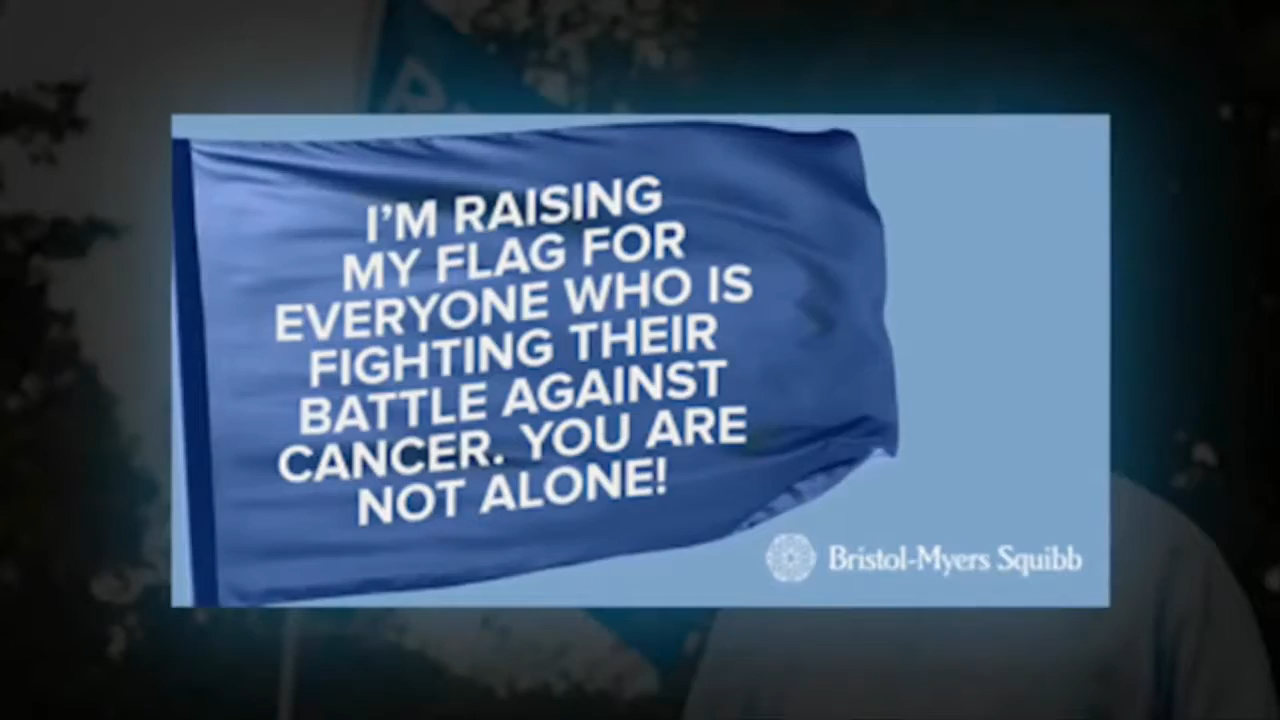 I'M RAISING
MY FLAG FOR
EVERYONE WHO IS
FIGHTING THEIR
BATTLE AGAINST
CANCER. YOU ARE
NOT ALONE!
Bristol-Myers Squibb